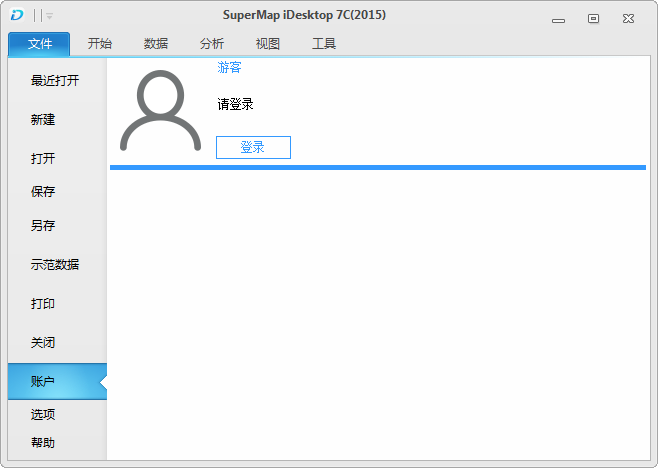 SuperMap iDesktop 7C(2015)
文件 开始 数据 分析 视图 工具
最近打开
新建
打开
保存
另存
示范数据
打印
关闭
账户
选项
帮助
游客
请登录
登录